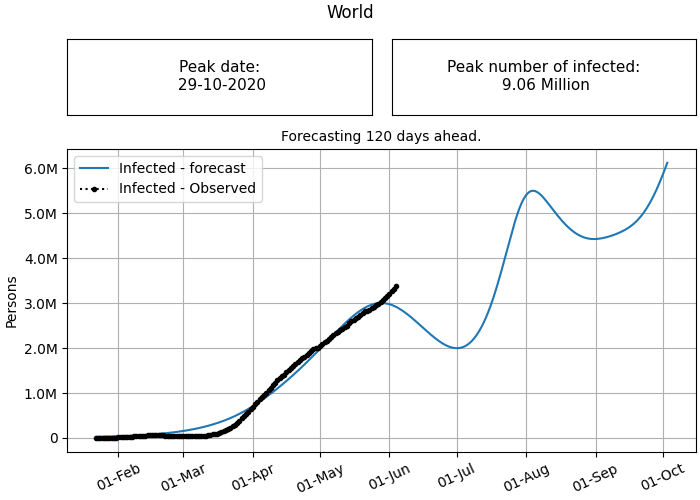 World
Peak date:
29-10-2020
Peak number of infected:
9.06 Million
Forecasting 120 days ahead.
Infected - forecast
Infected - Observed
6.0M
5.0M
4.0M
3.0M
2.0M
1.0M
0
Persons
01-Feb
01-Mar
01-Apr
01-May
01-Jun
01-Jul
01-Aug
01-Sep
01-Oct